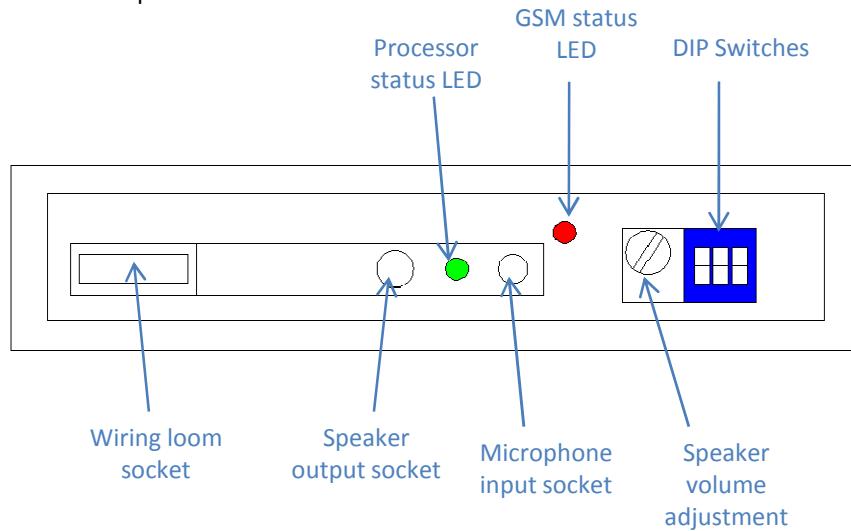 GSM status
LED
Processor
status LED
DIP Switches
Wiring loom
socket
Speaker
output socket
Microphone
input socket
Speaker
volume
adjustment